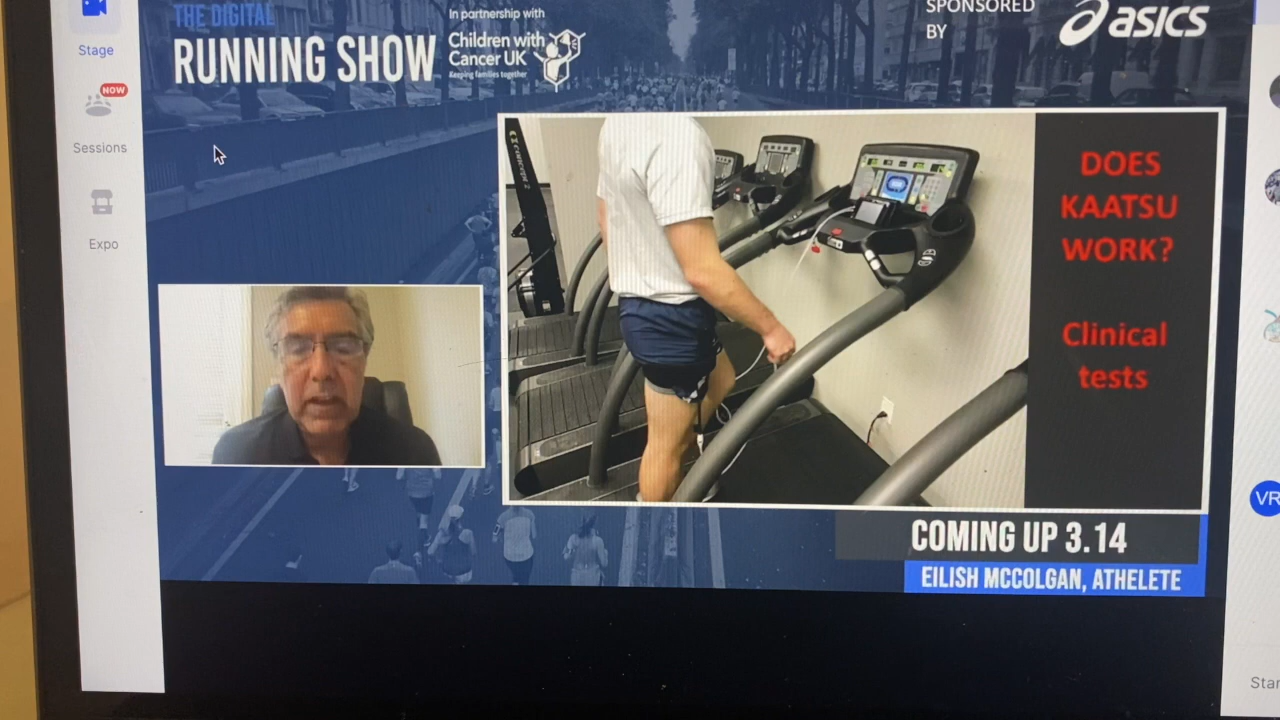 Stage
NOW
Sessions
Expo
THE DIGITAL
RUNNING SHOW
In partnership with
Children with
Cancer UK
Keeping families together
SPONSORED
BY
asics
DOES
KAATSU
WORK?
Clinical
tests
COMING UP 3.14
EILISH MCCOLGAN, ATHELETE
VR
Star